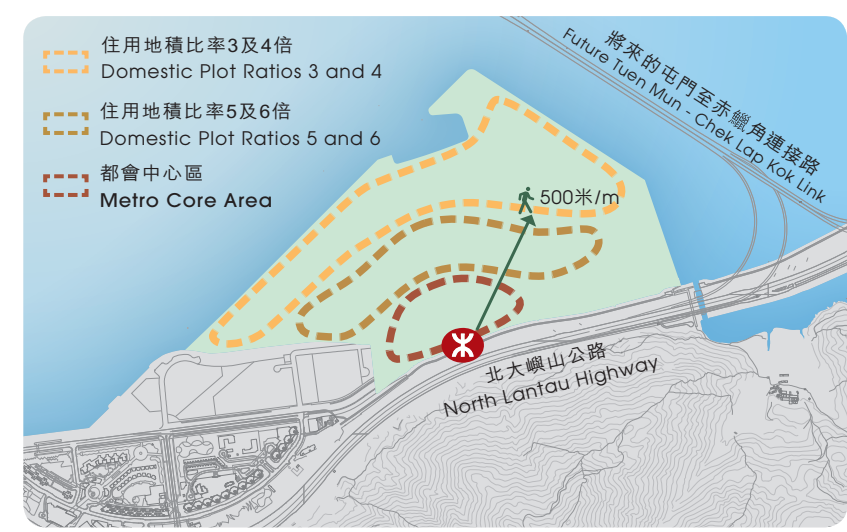 住用地積比率3及4倍
Domestic Plot Ratios 3 and 4
住用地積比率5及6倍
Domestic Plot Ratios 5 and 6
都會中心區
Metro Core Area
將來的屯門至赤鱲角連接路
Future Tuen Mun - Chek Lap Kok Link
500米/m
北大嶼山公路
North Lantau Highway